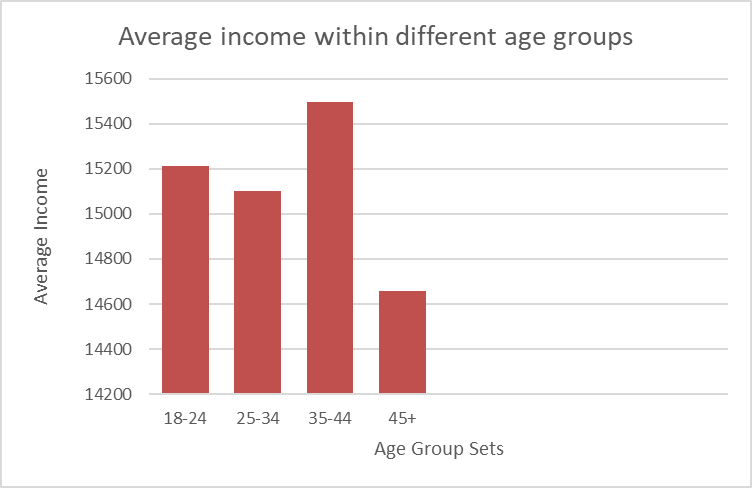 Average income within different age groups
15600
15400
15200
15000
14800
14600
14400
14200
Average Income
18-24 25-34 35-44 45+
Age Group Sets